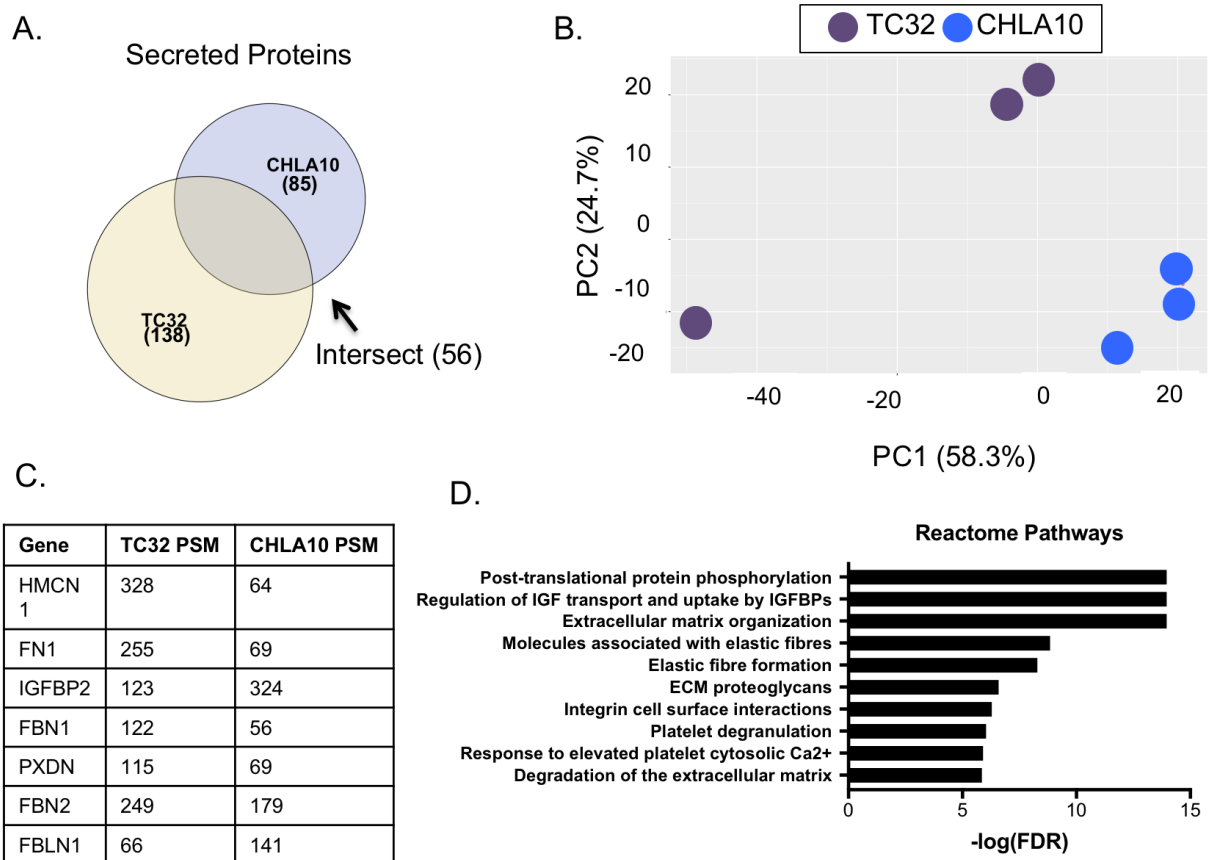 A.
Secreted Proteins
CHLA10
(85)
TC32
(138)
Intersect (56)
B.
TC32 CHLA10
20
10
0
-10
-20
PC2 (24.7%)
-40 -20 0 20
PC1 (58.3%)
C.
Gene TC32 PSM CHLA10 PSM
HMCN 328 64
1
FN1 255 69
IGFBP2 123 324
FBN1 122 56
PXDN 115 69
FBN2 249 179
FBLN1 66 141
D.
Reactome Pathways
Post-translational protein phosphorylation
Regulation of IGF transport and uptake by IGFBPs
Extracellular matrix organization
Molecules associated with elastic fibres
Elastic fibre formation
ECM proteoglycans
Integrin cell surface interactions
Platelet degranulation
Response to elevated platelet cytosolic Ca2+
Degradation of the extracellular matrix
0 5 10 15
-log(FDR)